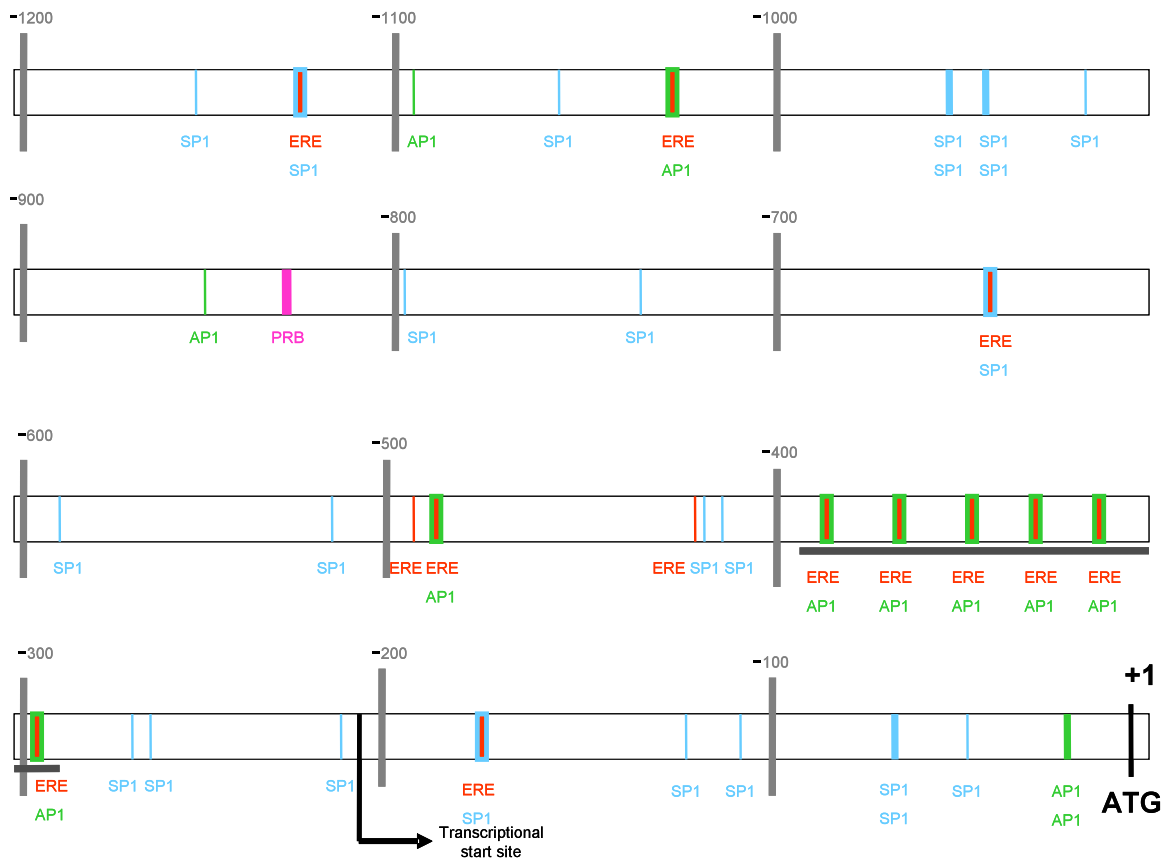 -1200 -1100 -1000
SP1 ERE AP1 SP1 ERE SP1 SP1 SP1
SP1 AP1 SP1 SP1
-900 -800 -700
AP1 PRB SP1 SP1 ERE
SP1
-600 -500 -400
SP1 SP1 ERE ERE ERE SP1 SP1 ERE ERE ERE ERE ERE
AP1 AP1 AP1 AP1 AP1 AP1
-300 -200 -100 +1
ERE SP1 SP1 SP1 ERE SP1 SP1 SP1 SP1 AP1 ATG
AP1 SP1 SP1 AP1
Transcriptional
start site